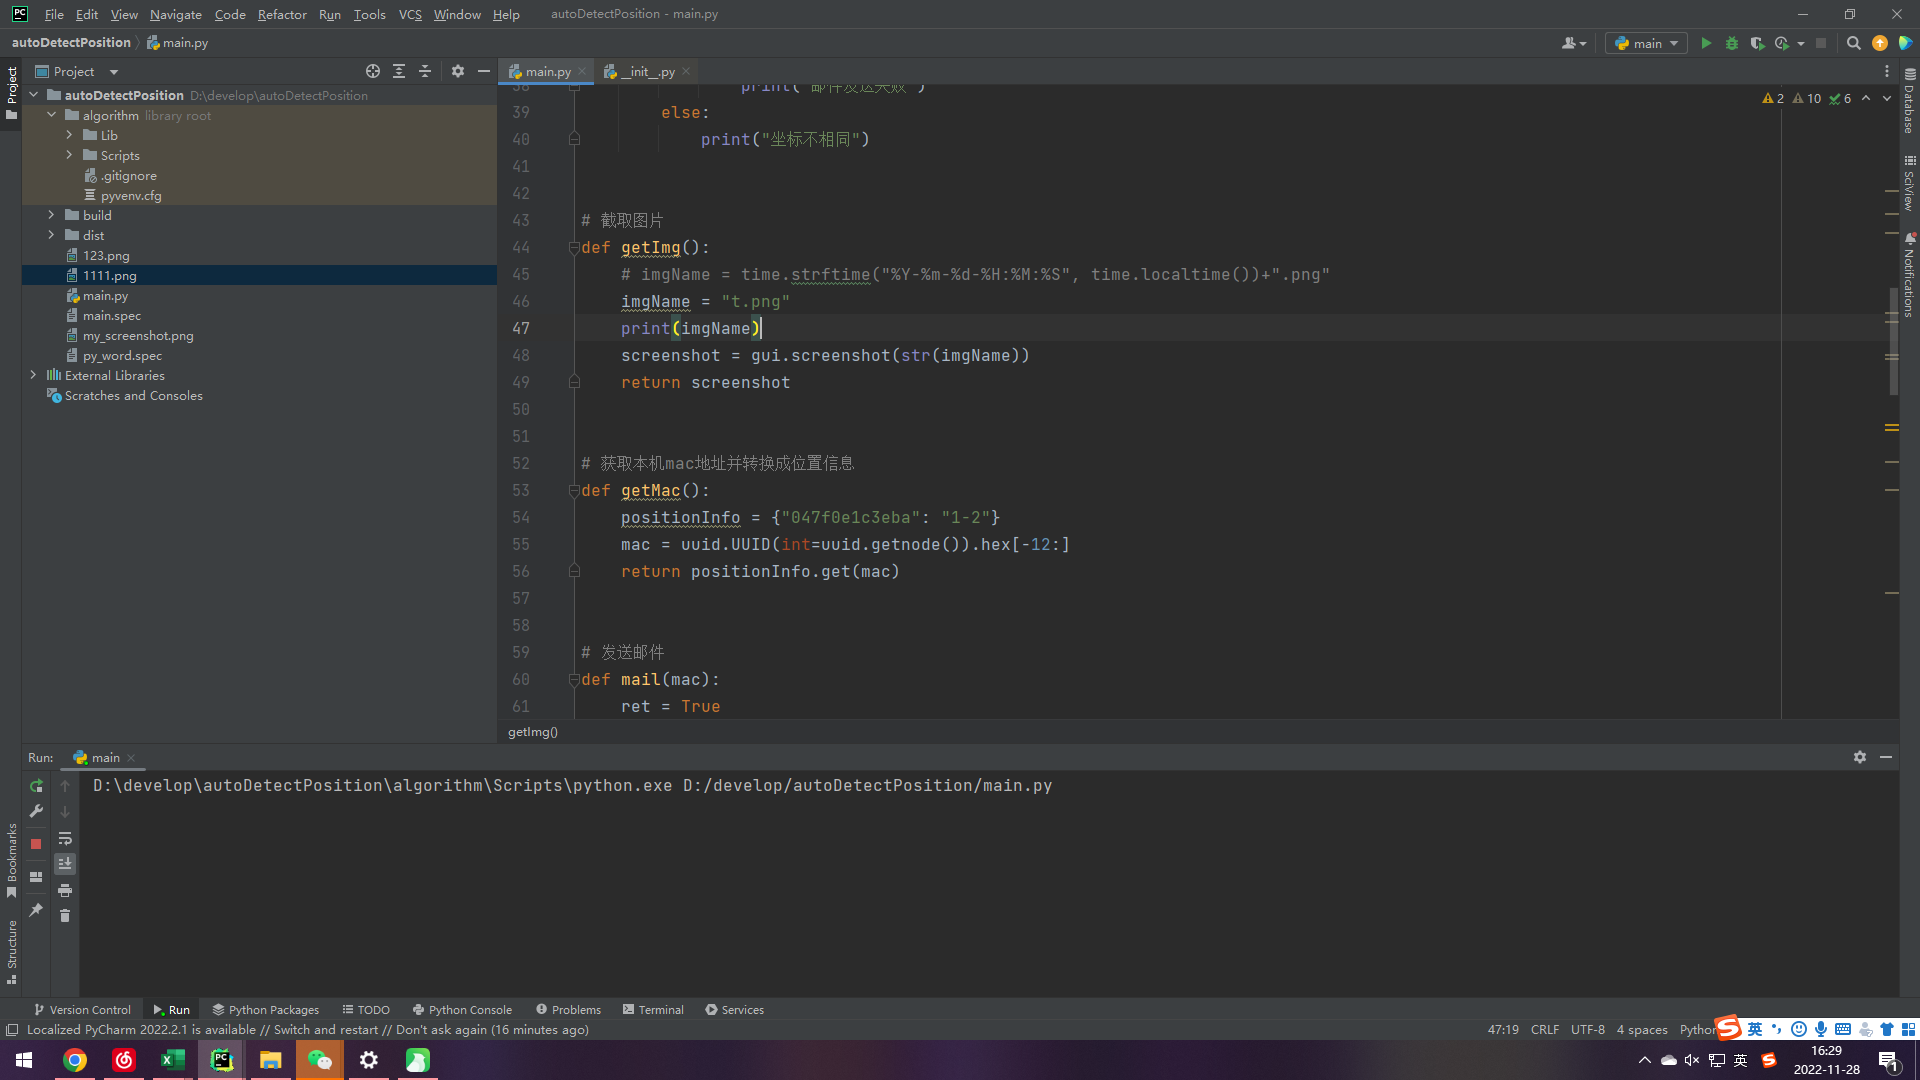 File Edit View Navigate Code Refactor Run Tools VCS Window Help autoDetectPosition - main.py
autoDetectPosition main.py main
Project main.py __init__.py
autoDetectPosition D:\develop\autoDetectPosition
algorithm library root
Lib
Scripts
.gitignore
pyvenv.cfg
build
dist
123.png
1111.png
main.py
main.spec
my_screenshot.png
py_word.spec
External Libraries
Scratches and Consoles
Project
Bookmarks
Structure
2 10 6
38 print("邮件发送失败")
39 else:
40 print("坐标不相同")
41
42
43 # 截取图片
44 def getImg():
45 # imgName = time.strftime("%Y-%m-%d-%H:%M:%S", time.localtime())+".png"
46 imgName = "t.png"
47 print(imgName)
48 screenshot = gui.screenshot(str(imgName))
49 return screenshot
50
51
52 # 获取本机mac地址并转换成位置信息
53 def getMac():
54 positionInfo = {"047f0e1c3eba": "1-2"}
55 mac = uuid.UUID(int=uuid.getnode()).hex[-12:]
56 return positionInfo.get(mac)
57
58
59 # 发送邮件
60 def mail(mac):
61 ret = True
getImg()
Database
SciView
Notifications
Run: main
D:\develop\autoDetectPosition\algorithm\Scripts\python.exe D:/develop/autoDetectPosition/main.py
Version Control Run Python Packages TODO Python Console Problems Terminal Services
Localized PyCharm 2022.2.1 is available // Switch and restart // Don't ask again (16 minutes ago) 47:19 CRLF UTF-8 4 spaces Python 英
英 16:29
2022-11-28
1